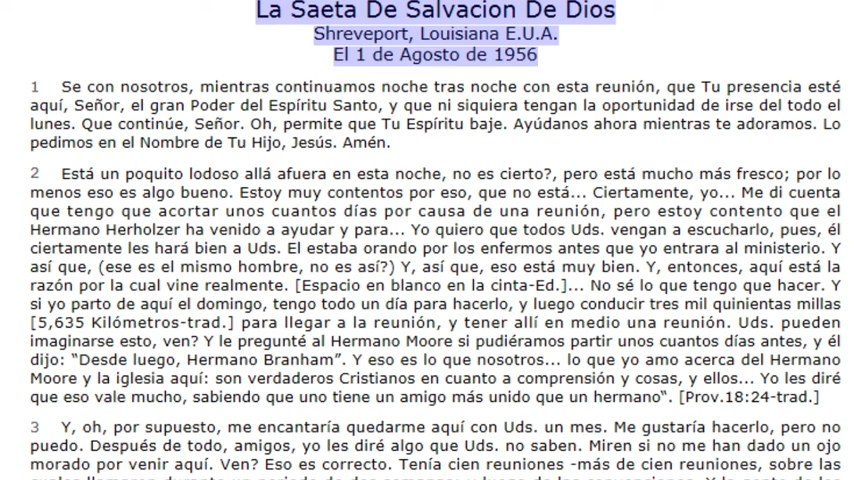 La Saeta De Salvacion De Dios
Shreveport, Louisiana E.U.A.
El 1 de Agosto de 1956
1 Se con nosotros, mientras continuamos noche tras noche con esta reunión, que Tu presencia esté
aquí, Señor, el gran Poder del Espíritu Santo, y que ni siquiera tengan la oportunidad de irse del todo el
lunes. Que continúe, Señor. Oh, permite que Tu Espíritu baje. Ayúdanos ahora mientras te adoramos. Lo
pedimos en el Nombre de Tu Hijo, Jesús. Amén.
2 Está un poquito lodoso allá afuera en esta noche, no es cierto?, pero está mucho más fresco; por lo
menos eso es algo bueno. Estoy muy contentos por eso, que no está... Ciertamente, yo... Me di cuenta
que tengo que acortar unos cuantos días por causa de una reunión, pero estoy contento que el
Hermano Herholzer ha venido a ayudar y para... Yo quiero que todos Uds. vengan a escucharlo, pues, él
ciertamente les hará bien a Uds. El estaba orando por los enfermos antes que yo entrara al ministerio. Y
así que, (ese es el mismo hombre, no es así?) Y, así que, eso está muy bien. Y, entonces, aquí está la
razón por la cual vine realmente. [Espacio en blanco en la cinta-Ed.]... No sé lo que tengo que hacer. Y
si yo parto de aquí el domingo, tengo todo un día para hacerlo, y luego conducir tres mil quinientas millas
[5,635 Kilómetros-trad.] para llegar a la reunión, y tener allí en medio una reunión. Uds. pueden
imaginarse esto, ven? Y le pregunté al Hermano Moore si pudiéramos partir unos cuantos días antes, y él
dijo: “Desde luego, Hermano Branham”. Y eso es lo que nosotros... lo que yo amo acerca del Hermano
Moore y la iglesia aquí: son verdaderos Cristianos en cuanto a comprensión y cosas, y ellos... Yo les diré
que eso vale mucho, sabiendo que uno tiene un amigo más unido que un hermano“. [Prov.18:24-trad.]
3 Y, oh, por supuesto, me encantaría quedarme aquí con Uds. un mes. Me gustaría hacerlo, pero no
puedo. Después de todo, amigos, yo les diré algo que Uds. no saben. Miren si no me han dado un ojo
morado por venir aquí. Ven? Eso es correcto. Tenía cien reuniones -más de cien reuniones, sobre las